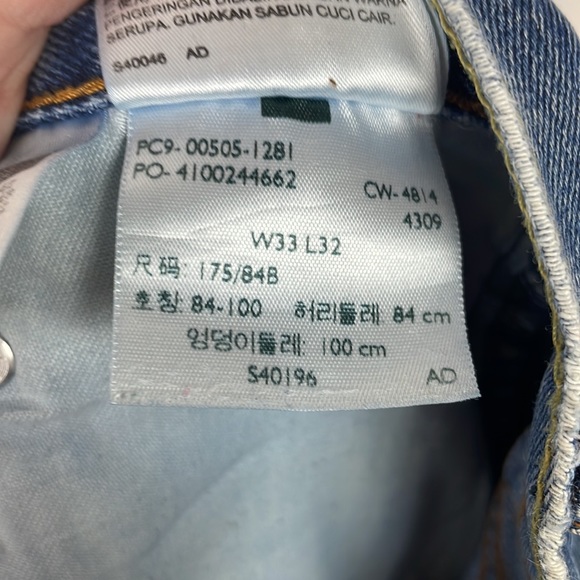 PENGERINGAN
WARNA
SERUPA. GUNAKAN SABUN CUCI CAIR.
S40046 AD
PC9-00505-1281
PO-4100244662
CW-4814
4309
W33 L32
尺码: 175/84B
호칭: 84-100 허리둘레: 84 cm
엉덩이둘레: 100 cm
S40196 AD